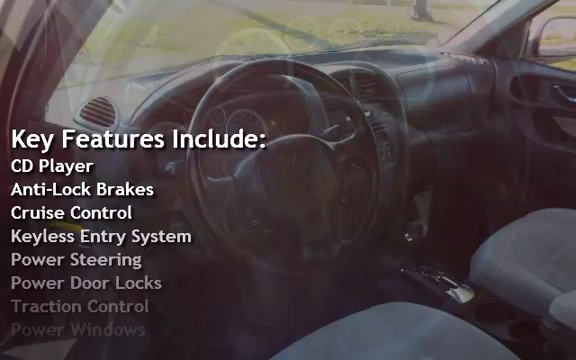 Key Features Include:
CD Player
Anti-Lock Brakes
Cruise Control
Keyless Entry System
Power Steering
Power Door Locks
Traction Control
Power Windows